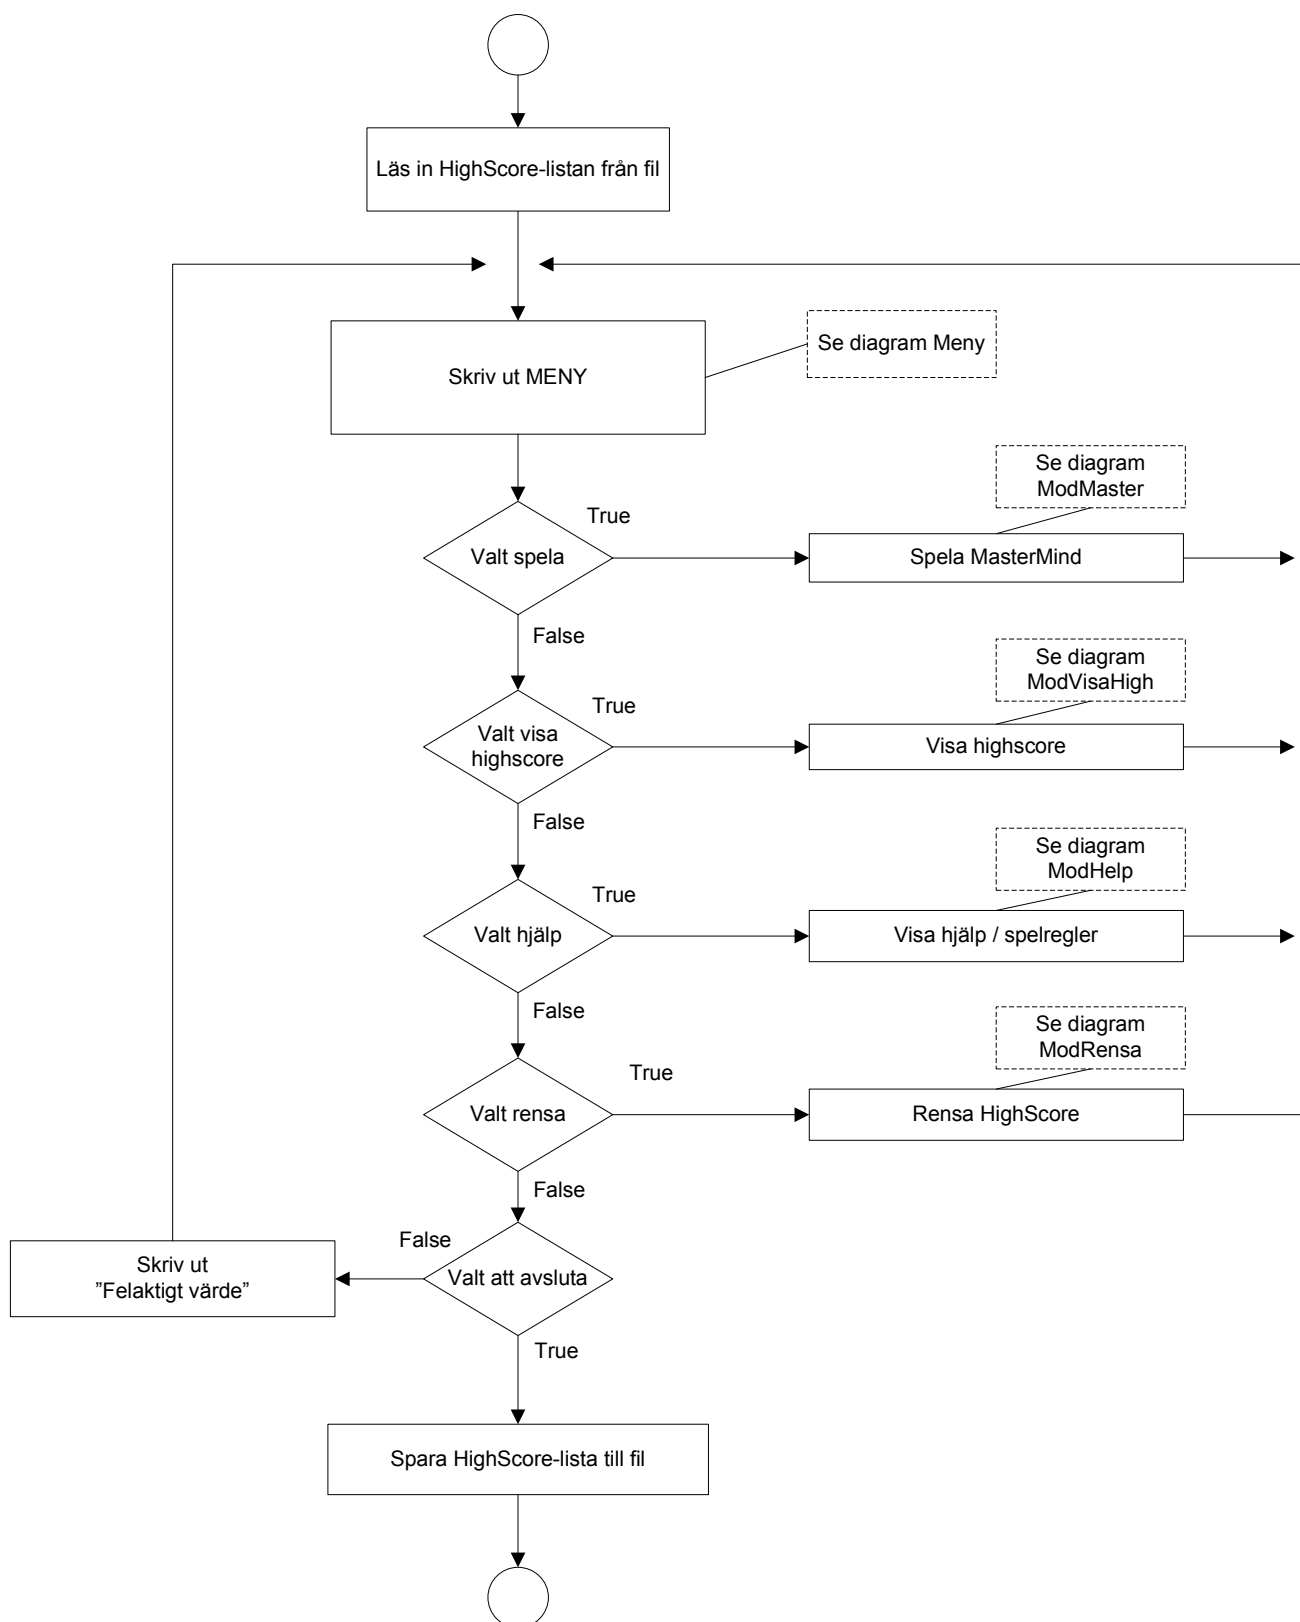 Läs in HighScore-listan från fil
Se diagram Meny
Skriv ut MENY
Se diagram
ModMaster
True
Valt spela
Spela MasterMind
False
Se diagram
ModVisaHigh
True
Valt visa
highscore
Visa highscore
False
Se diagram
ModHelp
True
Valt hjälp
Visa hjälp / spelregler
False
Se diagram
ModRensa
True
Valt rensa
Rensa HighScore
False
False
Skriv ut
”Felaktigt värde”
Valt att avsluta
True
Spara HighScore-lista till fil